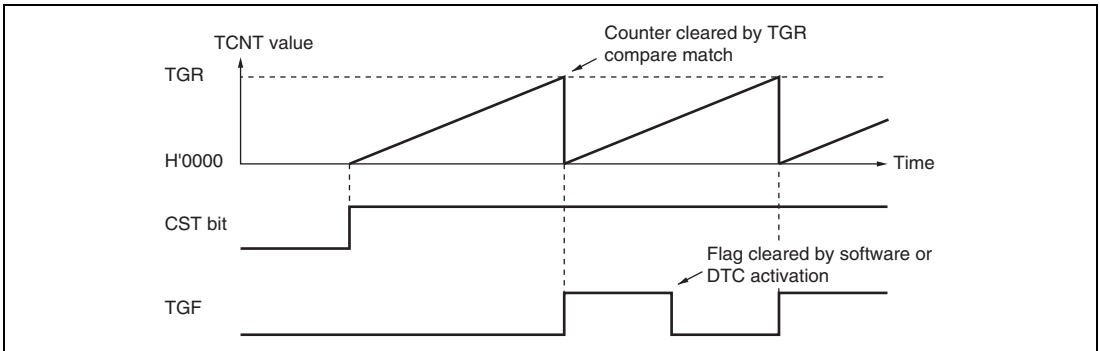 TCNT value
Counter cleared by TGR
compare match
TGR
H'0000
Time
CST bit
Flag cleared by software or
DTC activation
TGF